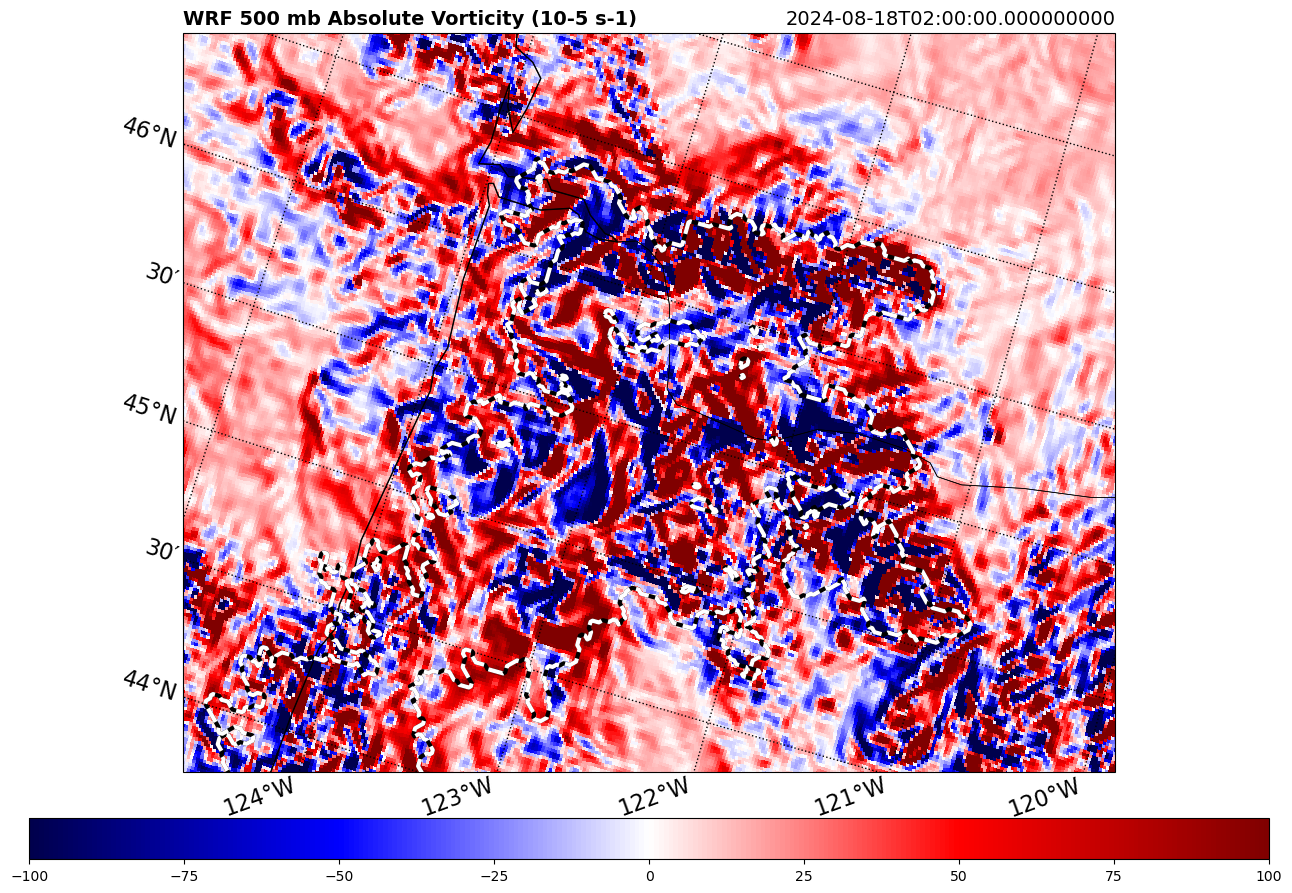 WRF 500 mb Absolute Vorticity (10-5 s-1)
2024-08-18T02:00:00.000000000
46°N
30′
45°N
30′
44°N
124°W
123°W
122°W
121°W
120°W
−100
−75
−50
−25
0
25
50
75
100